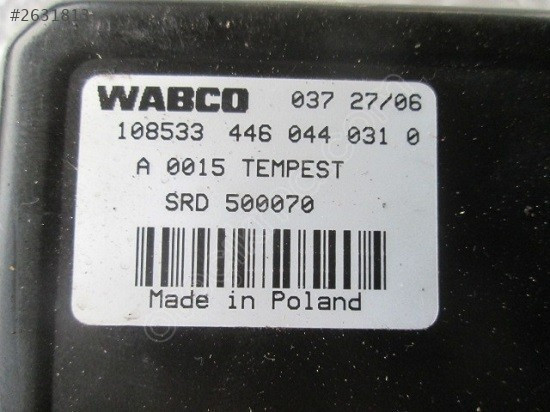 #2631813
WABCO 037 27/06
108533 446 044 031 0
A 0015 TEMPEST
SRD 500070
Made in Poland